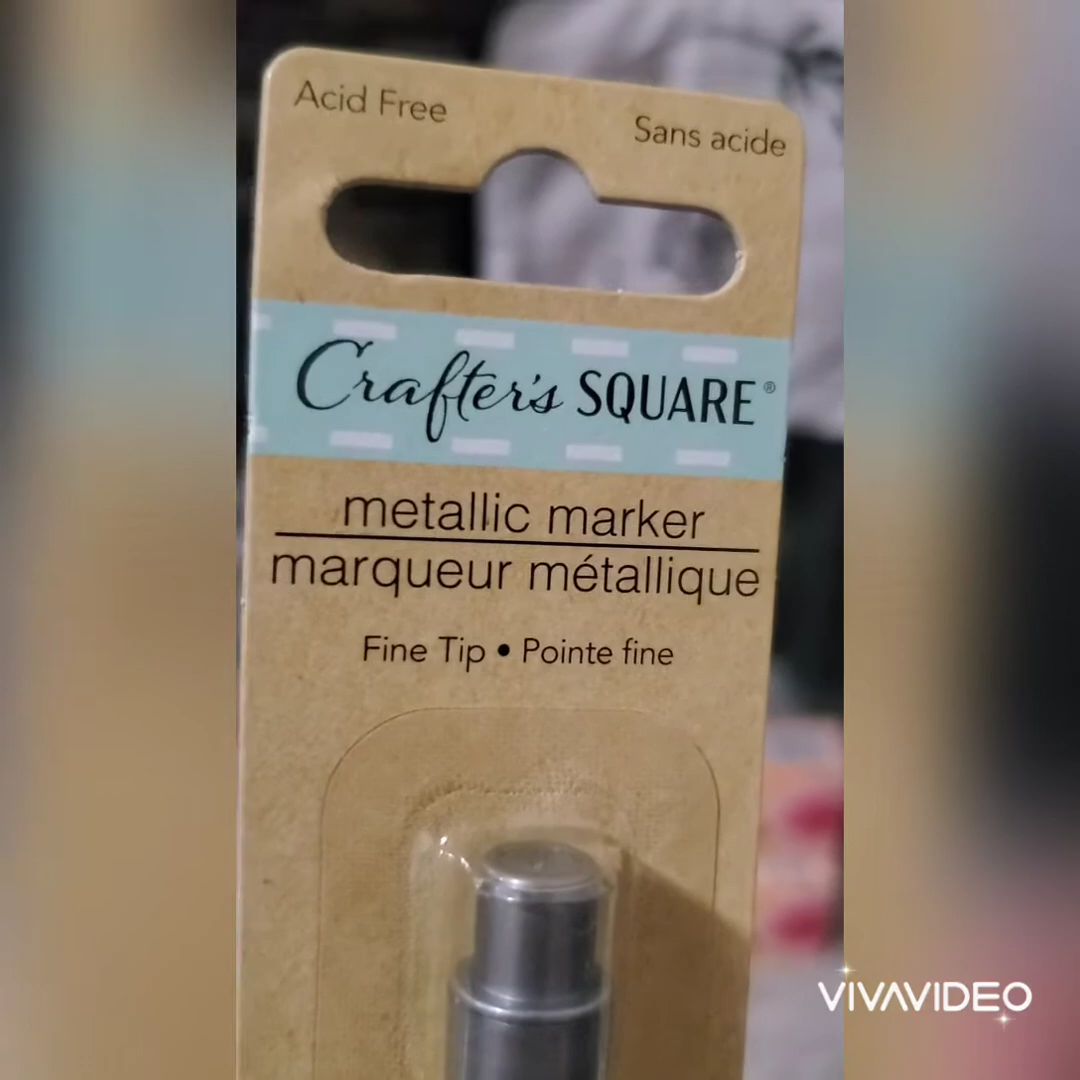 Acid Free
Sans acide
Crafter's SQUARE®
metallic marker
marqueur métallique
Fine Tip • Pointe fine
VIVAVIDEO